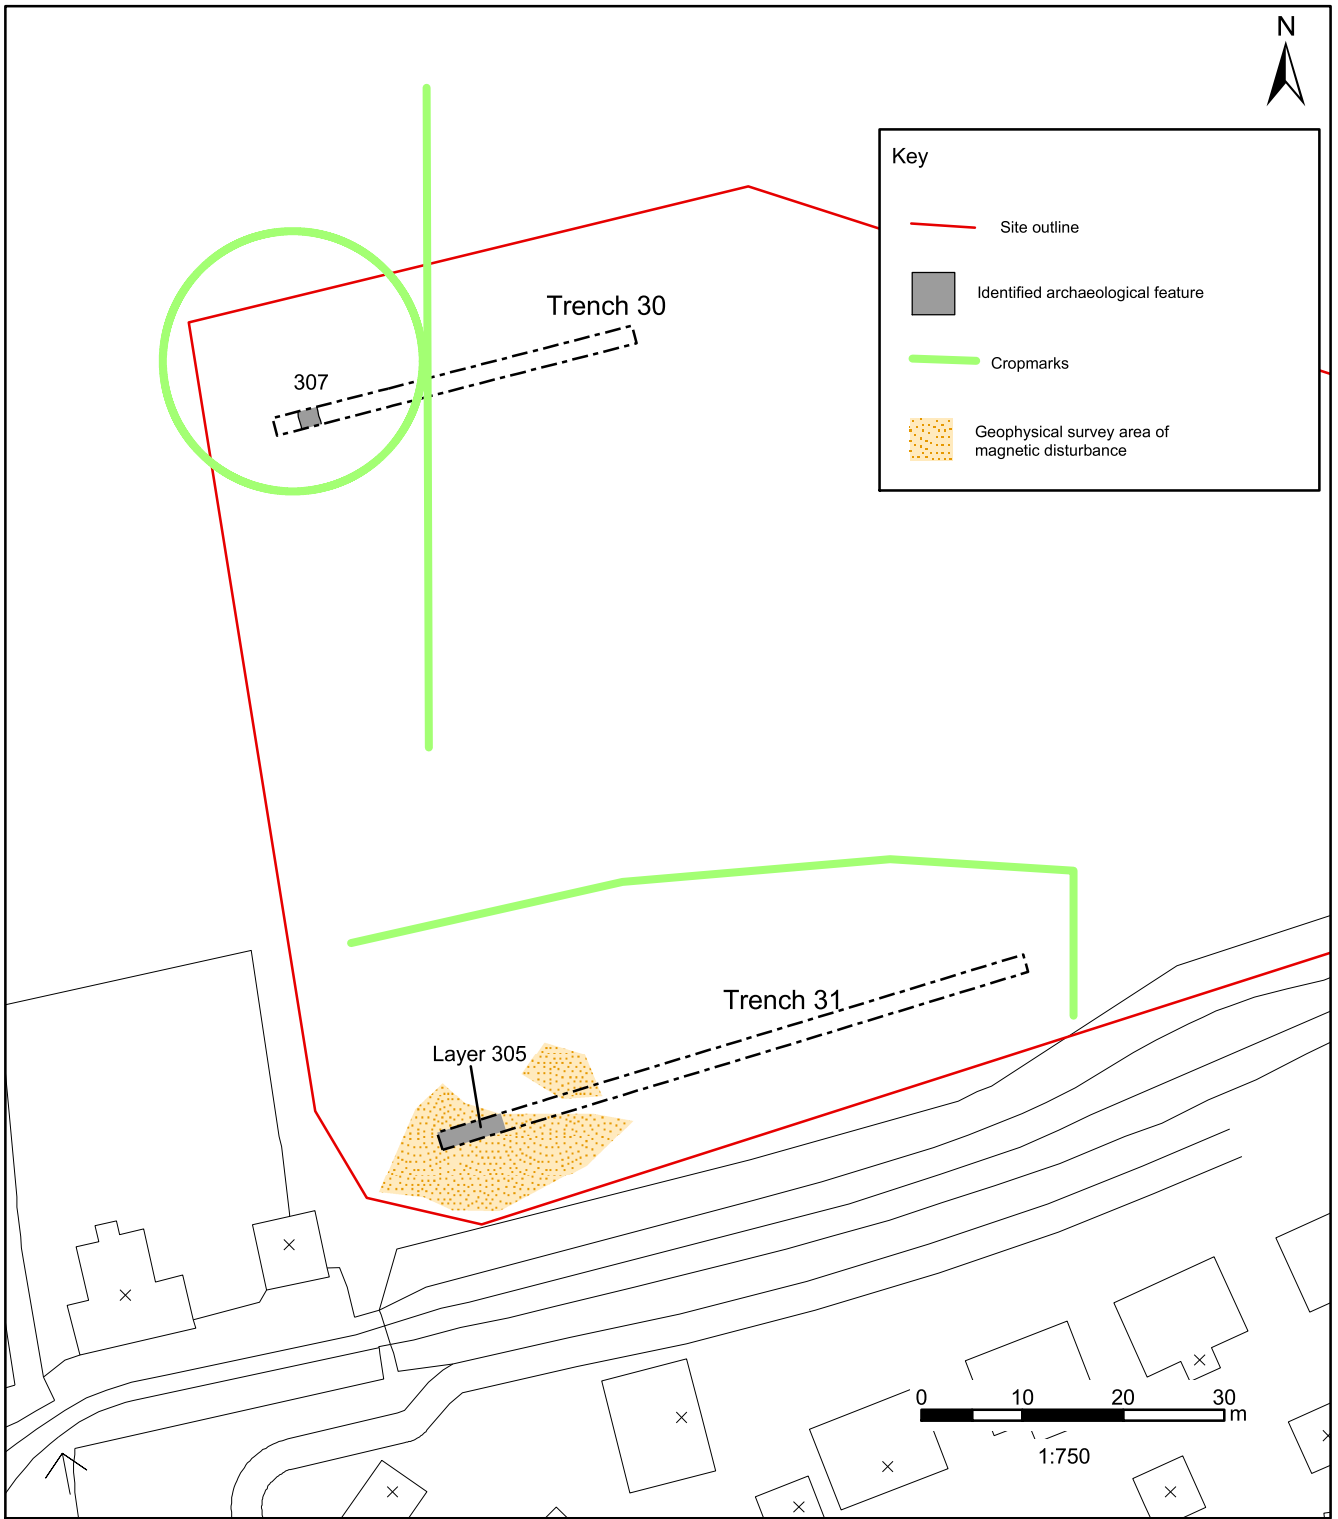 N
Key
Site outline
Identified archaeological feature
Cropmarks
Geophysical survey area of
magnetic disturbance
Trench 30
307
Trench 31
Layer 305
0 10 20 30
m
1:750